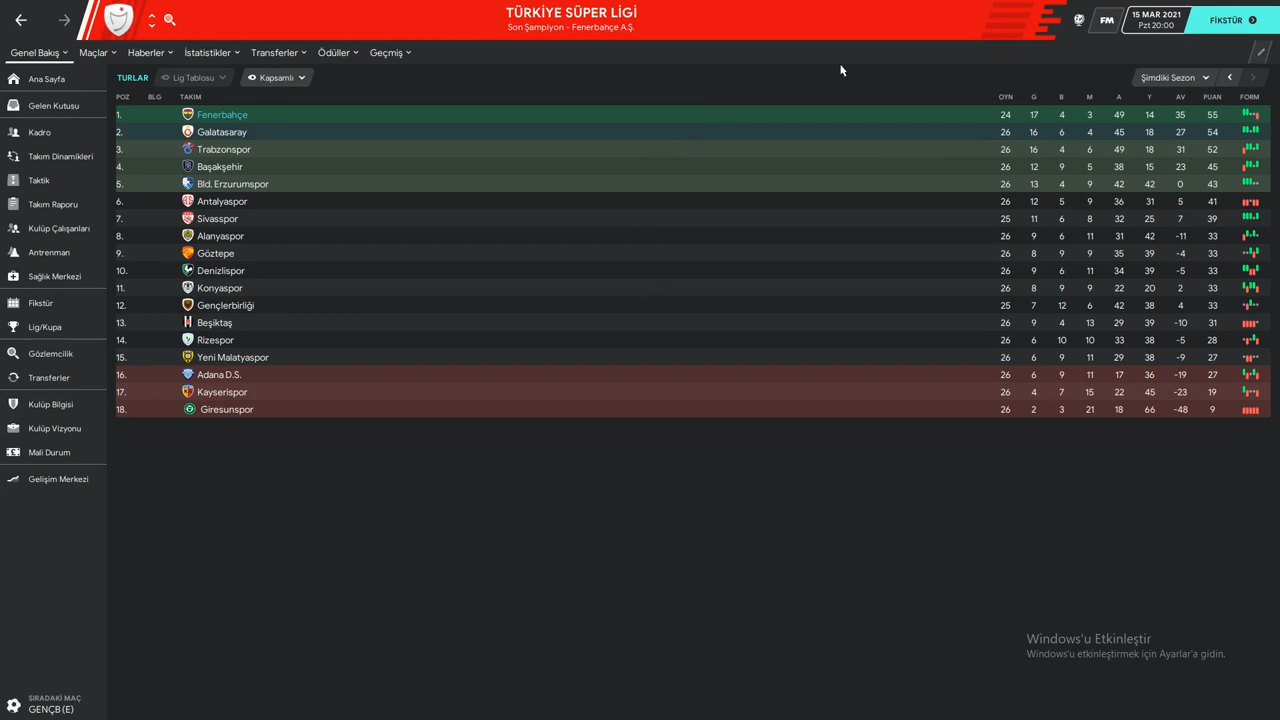 TÜRKİYE SÜPER LİGİ
Son Şampiyon - Fenerbahçe A.Ş.
FM
15 MAR 2021
Pzt 20:00
FİKSTÜR
Genel Bakış Maçlar Haberler İstatistikler Transferler Ödüller Geçmiş
Ana Sayfa
Gelen Kutusu
Kadro
Takım Dinamikleri
Taktik
Takım Raporu
Kulüp Çalışanları
Antrenman
Sağlık Merkezi
Fikstür
Lig/Kupa
Gözlemcilik
Transferler
Kulüp Bilgisi
Kulüp Vizyonu
Mali Durum
Gelişim Merkezi
SIRADAKİ MAÇ
GENÇB (E)
TURLAR Lig Tablosu Kapsamlı Şimdiki Sezon
POZ BLG TAKIM OYN G B M A Y AV PUAN FORM
1. Fenerbahçe 24 17 4 3 49 14 35 55
2. Galatasaray 26 16 6 4 45 18 27 54
3. Trabzonspor 26 16 4 6 49 18 31 52
4. Başakşehir 26 12 9 5 38 15 23 45
5. Bld. Erzurumspor 26 13 4 9 42 42 0 43
6. Antalyaspor 26 12 5 9 36 31 5 41
7. Sivasspor 25 11 6 8 32 25 7 39
8. Alanyaspor 26 9 6 11 31 42 -11 33
9. Göztepe 26 8 9 9 35 39 -4 33
10. Denizlispor 26 9 6 11 34 39 -5 33
11. Konyaspor 26 8 9 9 22 20 2 33
12. Gençlerbirliği 25 7 12 6 42 38 4 33
13. Beşiktaş 26 9 4 13 29 39 -10 31
14. Rizespor 26 6 10 10 33 38 -5 28
15. Yeni Malatyaspor 26 6 9 11 29 38 -9 27
16. Adana D.S. 26 6 9 11 17 36 -19 27
17. Kayserispor 26 4 7 15 22 45 -23 19
18. Giresunspor 26 2 3 21 18 66 -48 9
Windows'u Etkinleştir
Windows'u etkinleştirmek için Ayarlar'a gidin.